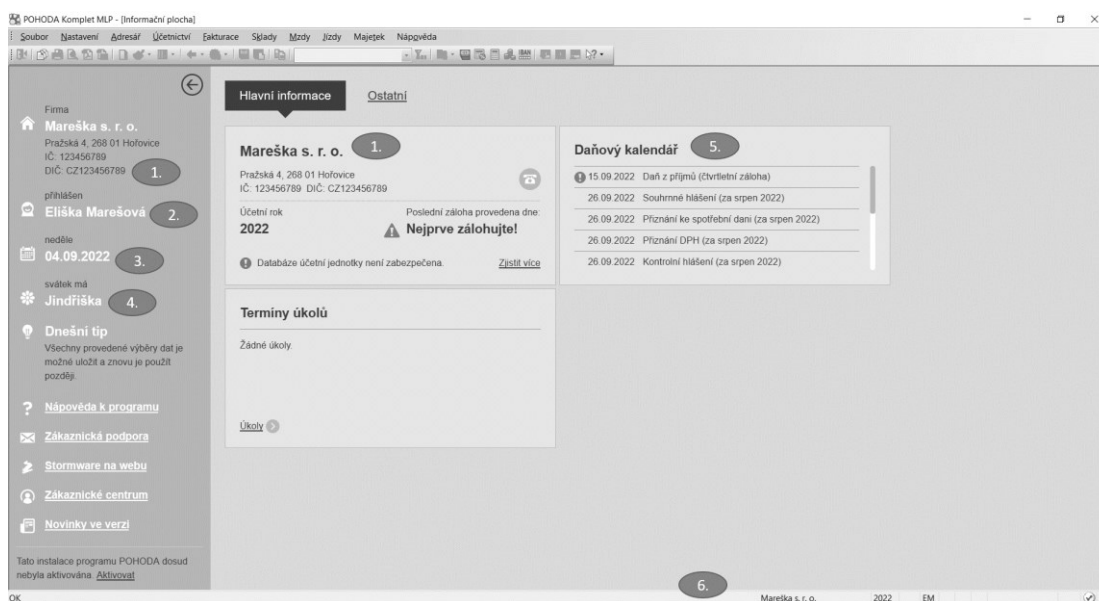 POHODA Komplet MLP - [Informační plocha]
Soubor Nastavení Adresář Účetnictví Fakturace Sklady Mzdy Jízdy Majetek Nápověda
Firma
Mareška s. r. o.
Pražská 4, 268 01 Hořovice
IČ: 123456789
DIČ: CZ123456789
1.
přihlášen
Eliška Marešová
2.
neděle
04.09.2022
3.
svátek má
Jindřiška
4.
Dnešní tip
Všechny provedené výběry dat je
možné uložit a znovu je použít
později.
Nápověda k programu
Zákaznická podpora
Stormware na webu
Zákaznické centrum
Novinky ve verzi
Tato instalace programu POHODA dosud
nebyla aktivována. Aktivovat
Hlavní informace Ostatní
Mareška s. r. o.
1.
Pražská 4, 268 01 Hořovice
IČ: 123456789 DIČ: CZ123456789
Účetní rok Poslední záloha provedena dne:
2022 Nejprve zálohujte!
Databáze účetní jednotky není zabezpečena. Zjistit více
Daňový kalendář
5.
15.09.2022 Daň z příjmů (čtvrtletní záloha)
26.09.2022 Souhrnné hlášení (za srpen 2022)
26.09.2022 Přiznání ke spotřební dani (za srpen 2022)
26.09.2022 Přiznání DPH (za srpen 2022)
26.09.2022 Kontrolní hlášení (za srpen 2022)
Termíny úkolů
Žádné úkoly.
Úkoly
6.
OK Mareška s. r. o. 2022 EM